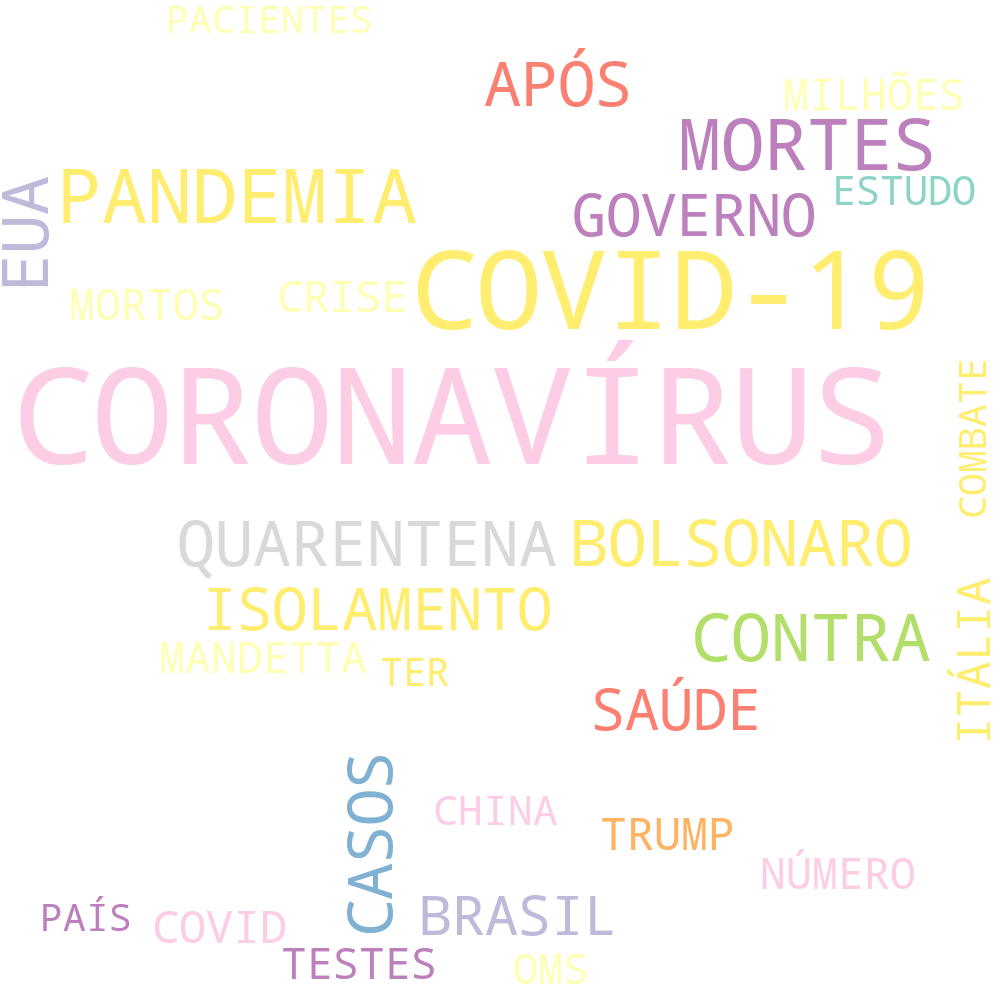 PACIENTES
APÓS
MILHÕES
MORTES
PANDEMIA
EUA
ESTUDO
GOVERNO
COVID-19
MORTOS
CRISE
CORONAVÍRUS
COMBATE
QUARENTENA
BOLSONARO
ISOLAMENTO
CONTRA
ITÁLIA
MANDETTA
TER
SAÚDE
CASOS
CHINA
TRUMP
NÚMERO
PAÍS
COVID
BRASIL
TESTES
OMS